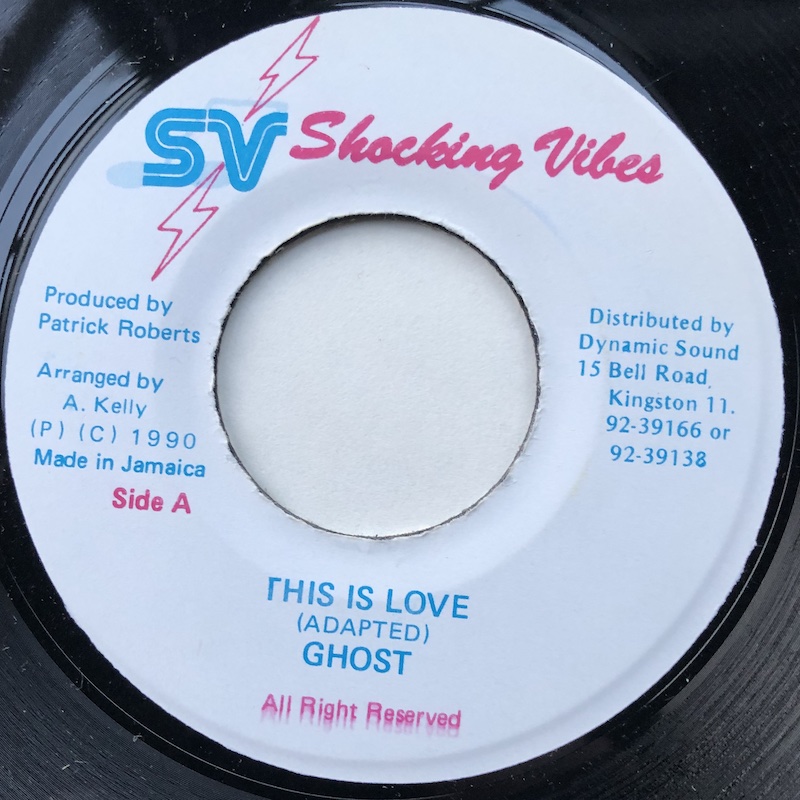 SV Shocking Vibes
Produced by
Patrick Roberts
Arranged by
A. Kelly
(P) (C) 1990
Made in Jamaica
Side A
Distributed by
Dynamic Sound
15 Bell Road,
Kingston 11.
92-39166 or
92-39138
THIS IS LOVE
(ADAPTED)
GHOST
All Right Reserved